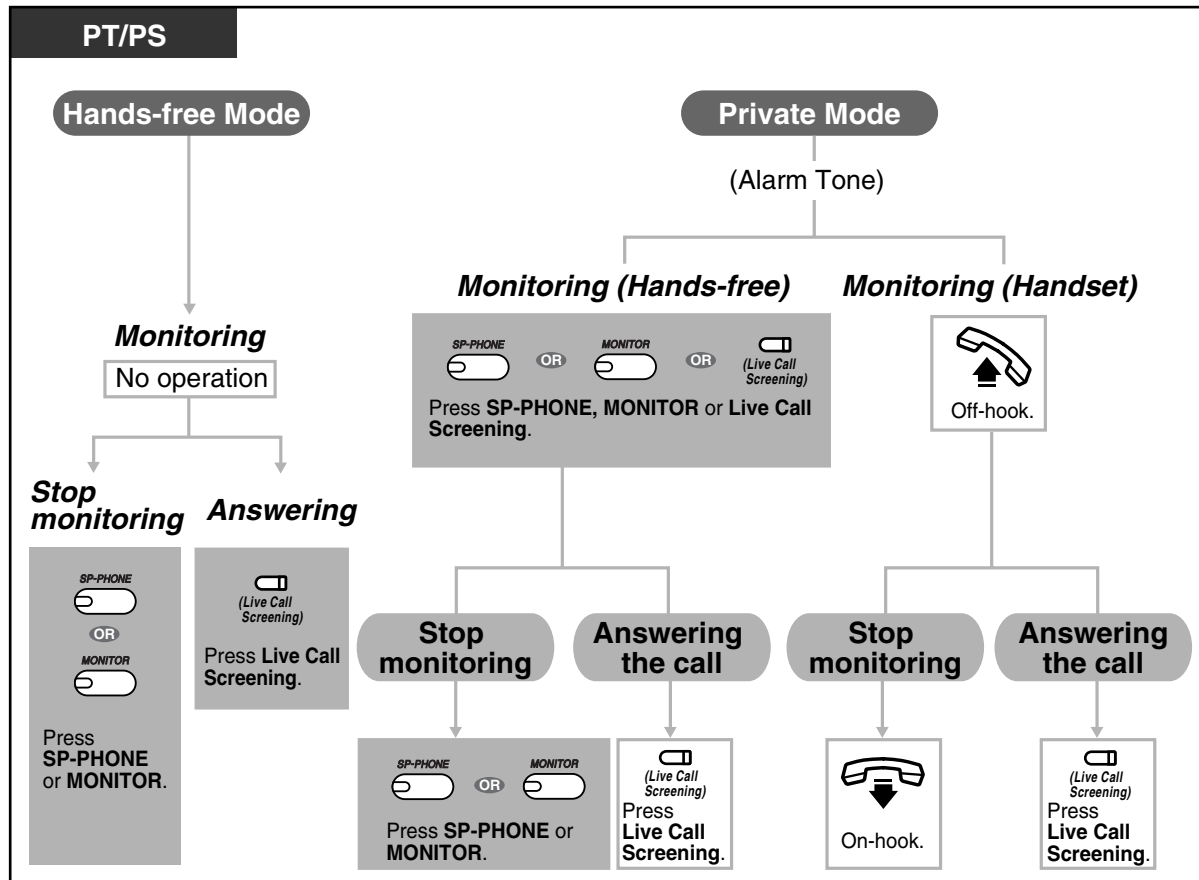 PT/PS
Hands-free Mode
Private Mode
(Alarm Tone)
Monitoring
No operation
Stop
monitoring
Answering
SP-PHONE
OR
MONITOR
Press
SP-PHONE
or MONITOR.
(Live Call
Screening)
Press Live Call
Screening.
Monitoring (Hands-free)
SP-PHONE
OR
MONITOR
OR
(Live Call
Screening)
Press SP-PHONE, MONITOR or Live Call
Screening.
Monitoring (Handset)
Off-hook.
Stop
monitoring
Answering
the call
Stop
monitoring
Answering
the call
SP-PHONE
OR
MONITOR
Press SP-PHONE or
MONITOR.
(Live Call
Screening)
Press
Live Call
Screening.
On-hook.
(Live Call
Screening)
Press
Live Call
Screening.